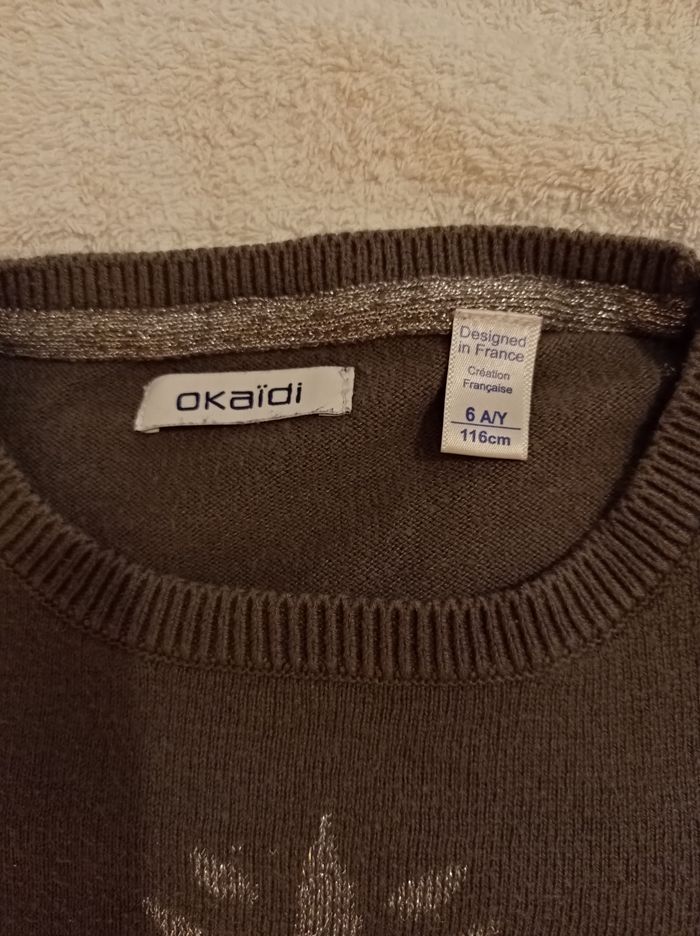 oKaïdi
Designed
in France
Création
Française
6 A/Y
116cm